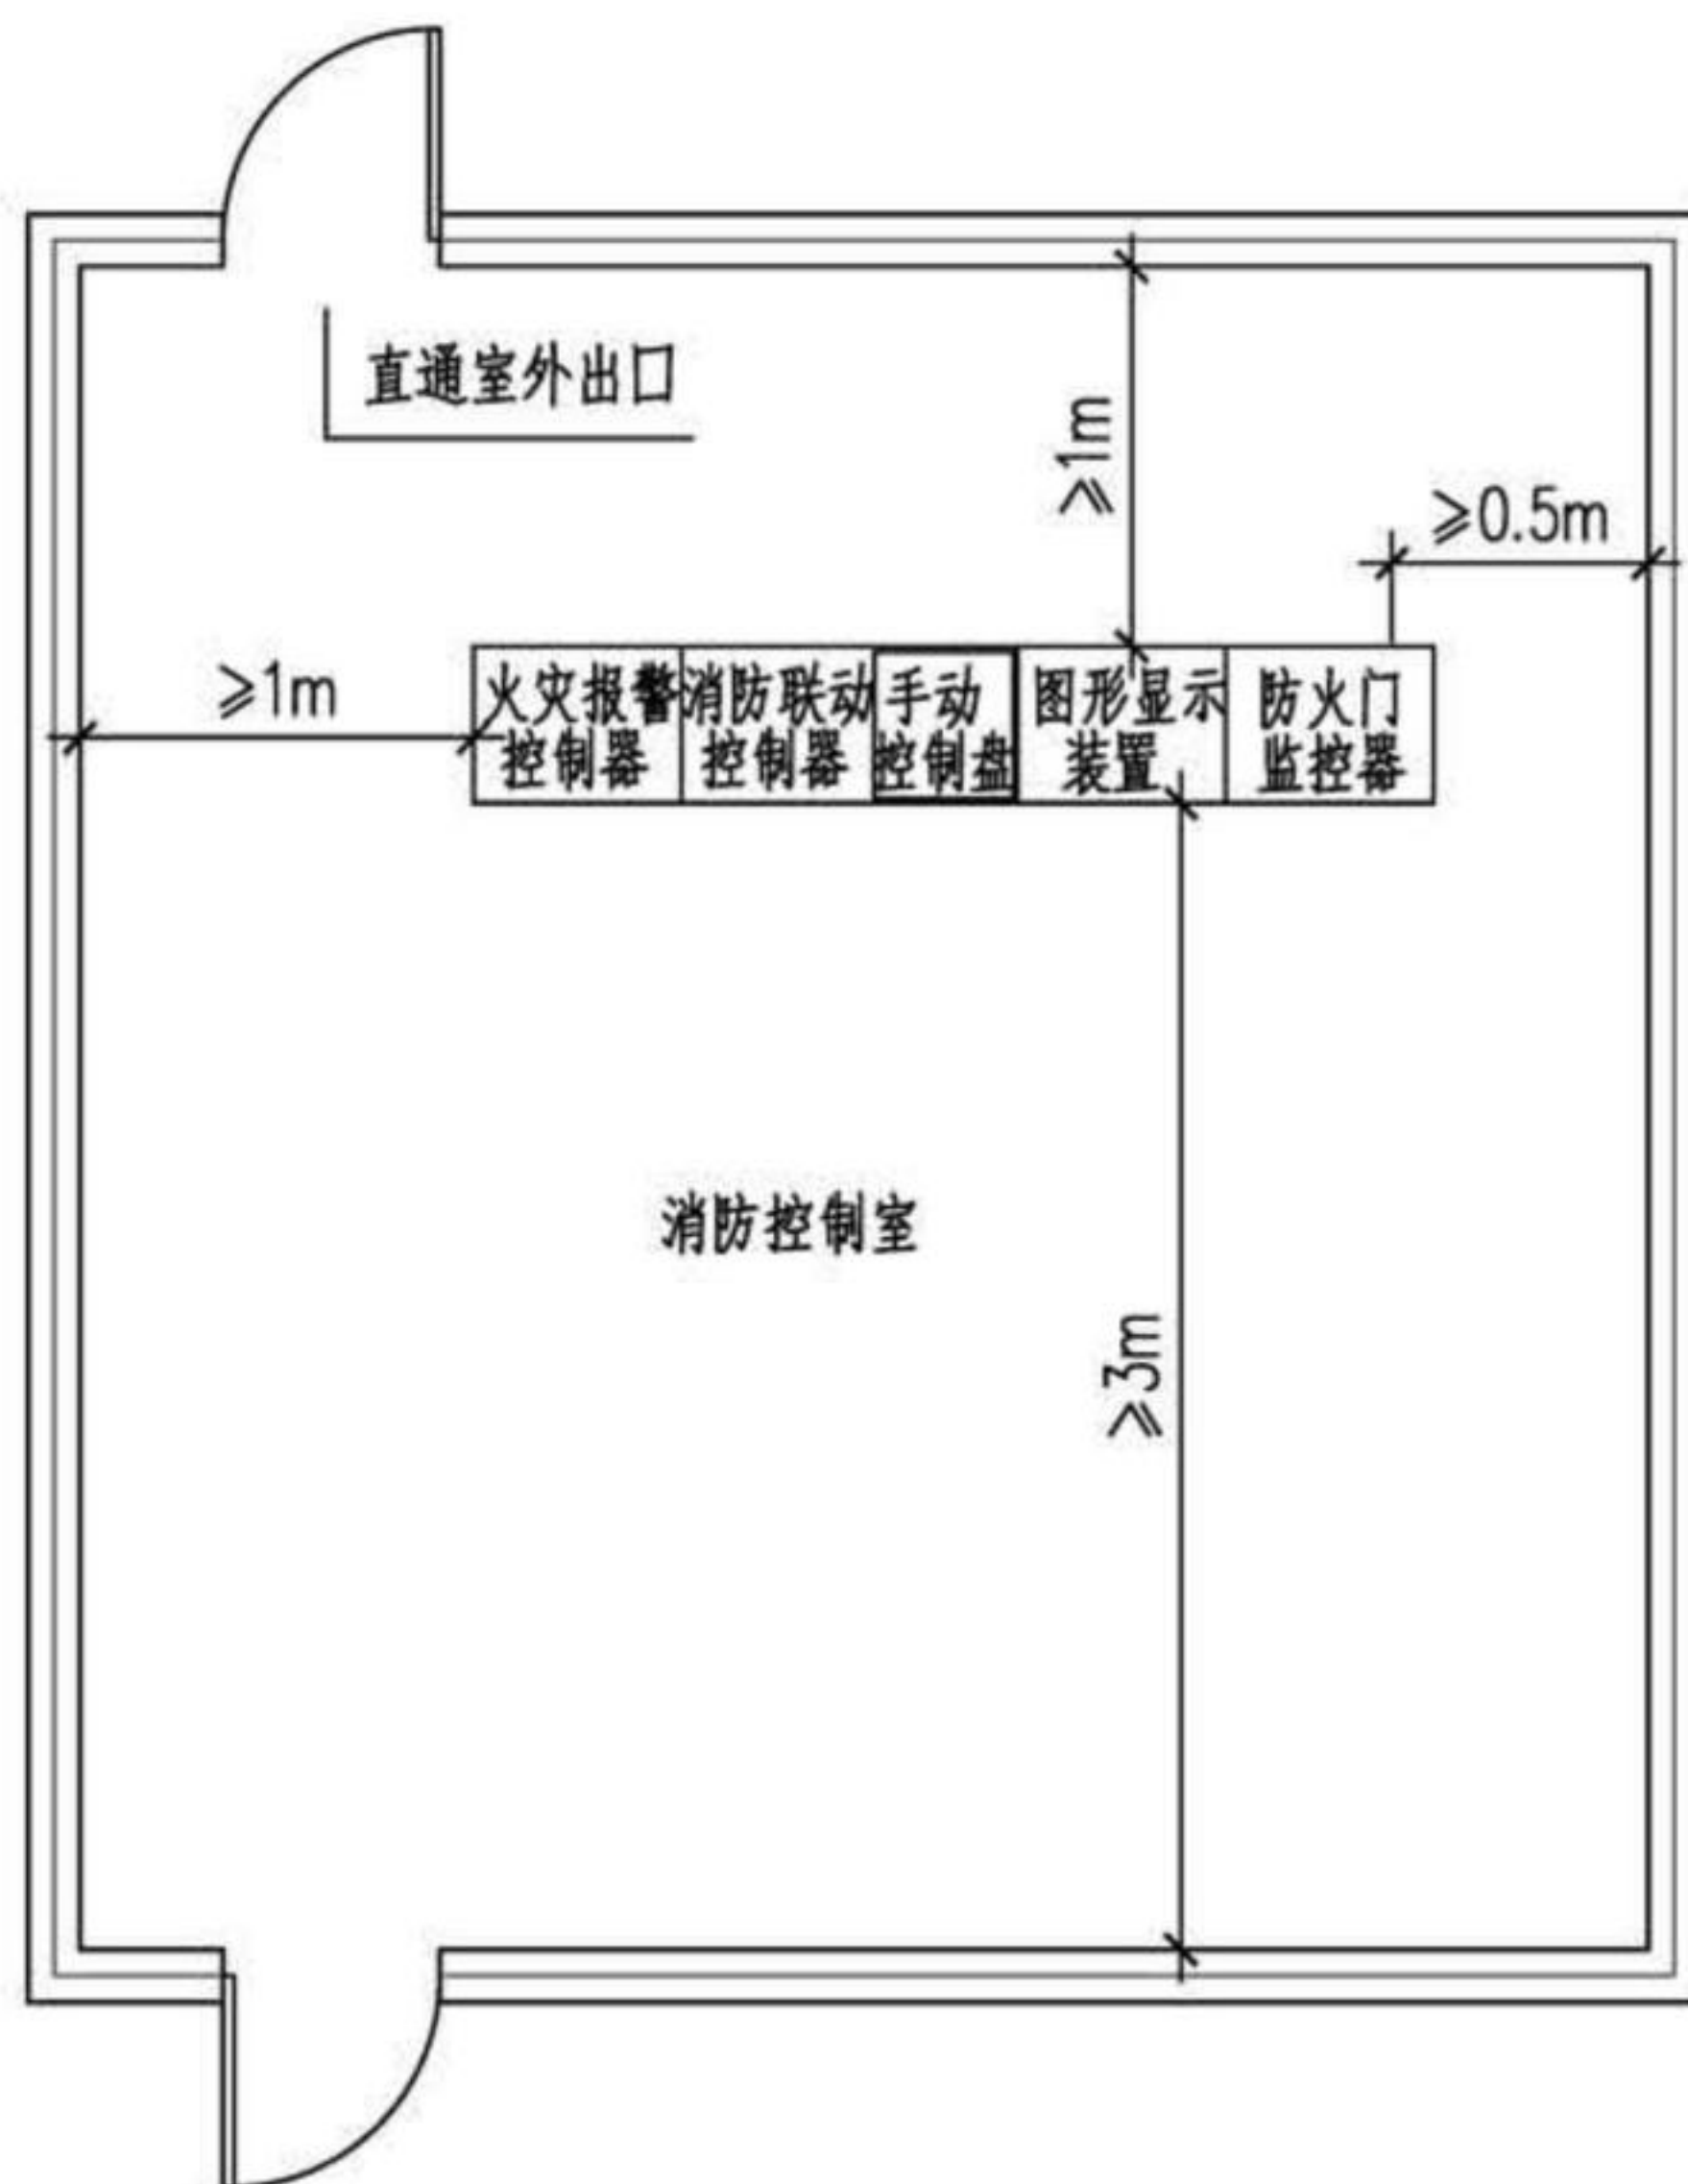 直通室外出口
≥1m
≥0.5m
≥1m
火灾报警
控制器
消防联动
控制器
手动
控制盘
图形显示
装置
防火门
监控器
消防控制室
≥3m